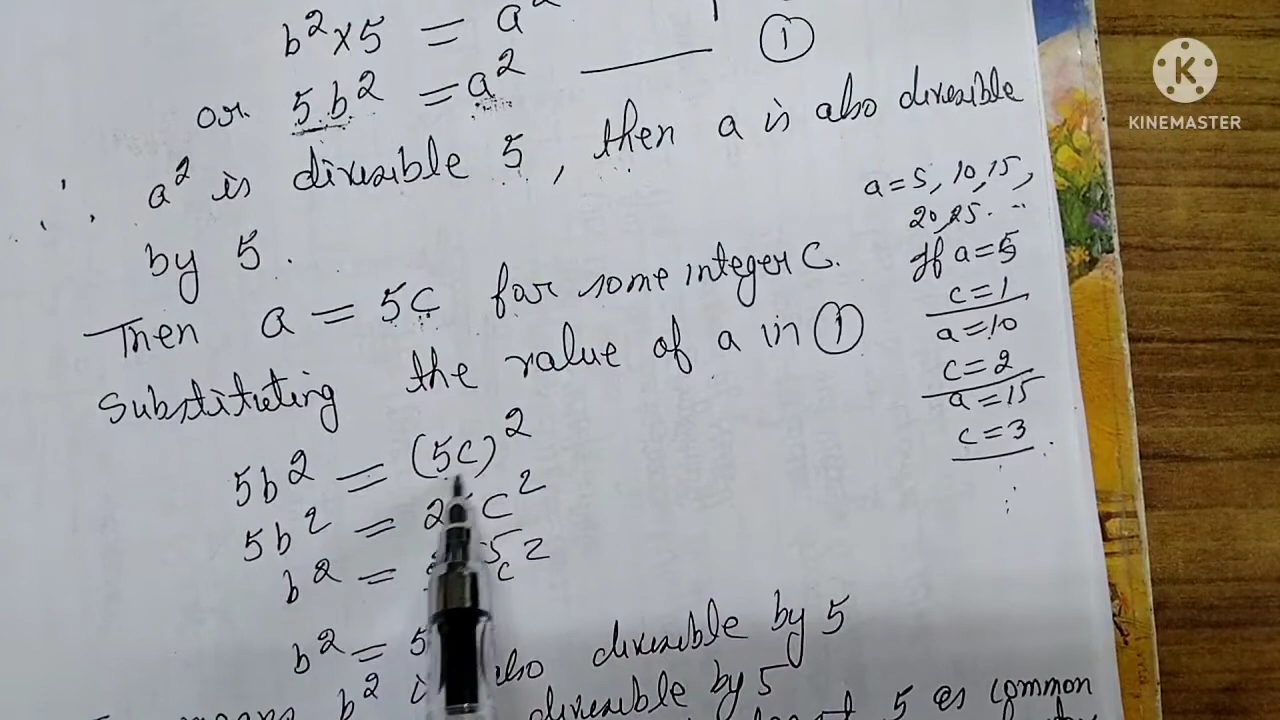 b²×5 = a²
or 5b² = a² ——— ①
∴ a² is divisible 5, then a is also divisible
by 5.
Then a = 5c for some integer c.
Substituting the value of a in ①
5b² = (5c)²
5b² = 2 c²
b² = 5 c²
b² = 5
b² also divisible by 5
divisible by 5
5 as common
a = 5, 10, 15,
20, 25...
If a = 5
c = 1
a = 10
c = 2
a = 15
c = 3
K
KINEMASTER